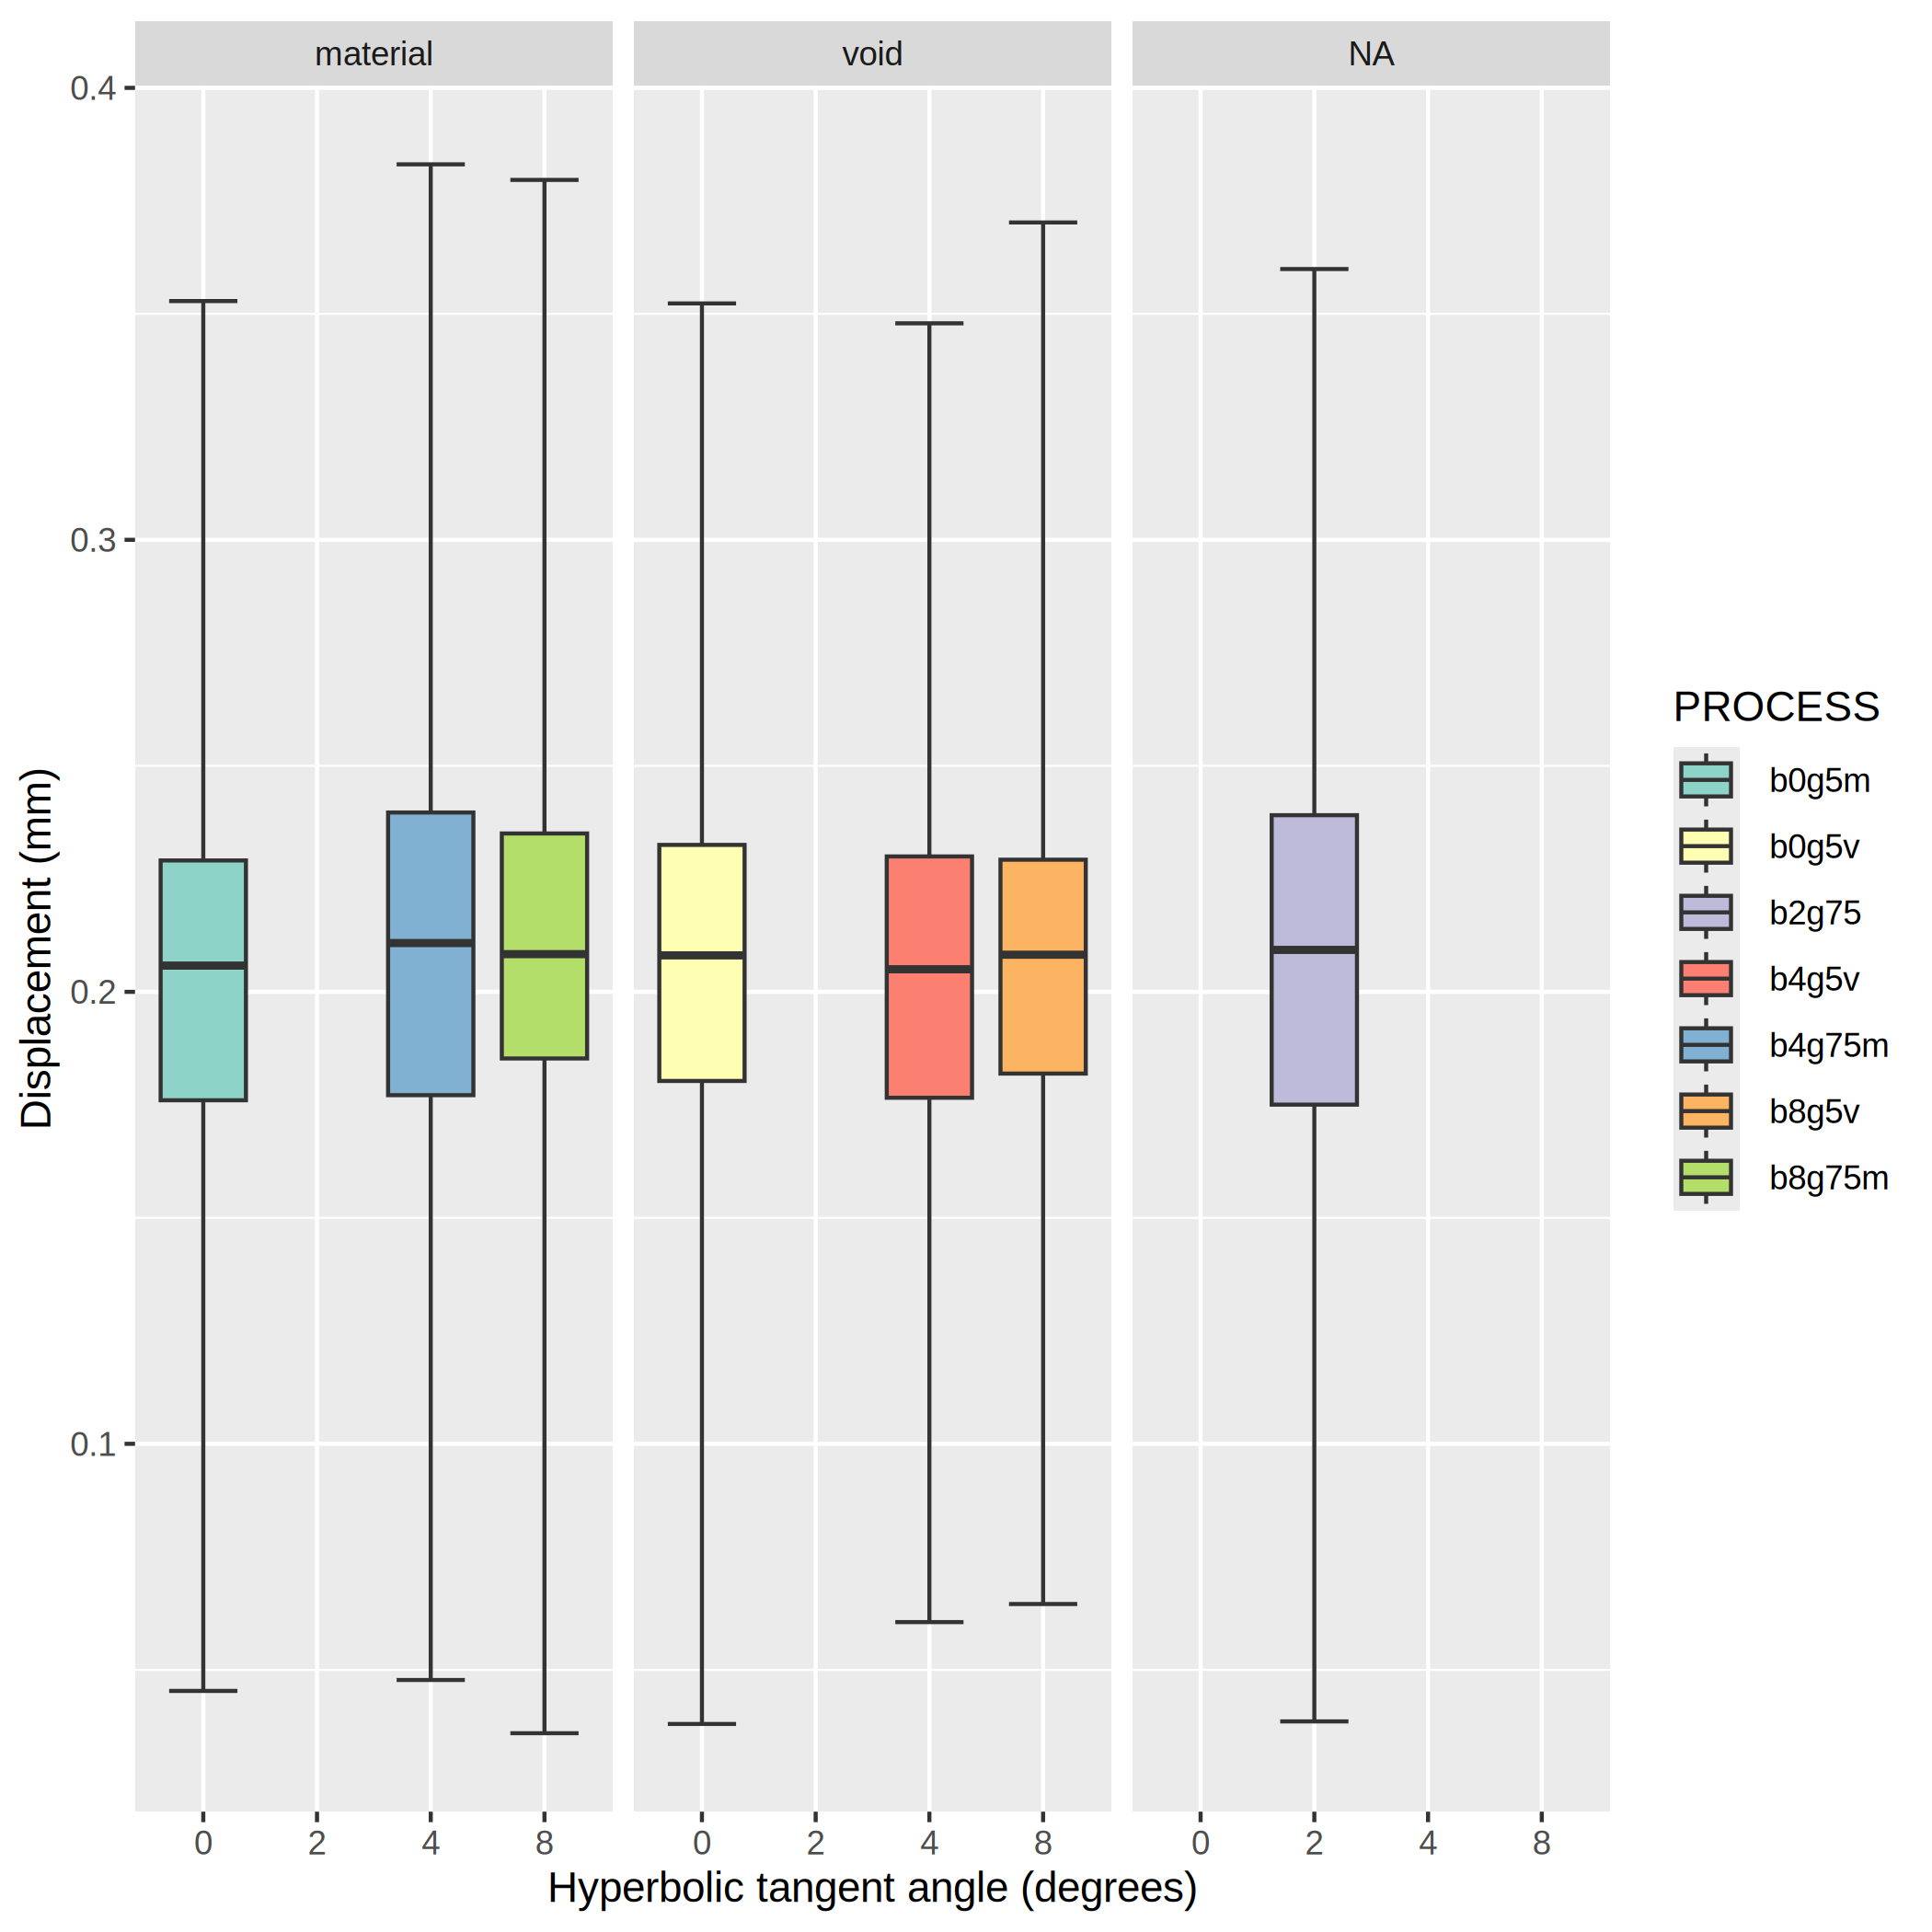 material void NA
0.4
0.3
0.2
0.1
Displacement (mm)
0 2 4 8 0 2 4 8 0 2 4 8
Hyperbolic tangent angle (degrees)
PROCESS
b0g5m
b0g5v
b2g75
b4g5v
b4g75m
b8g5v
b8g75m